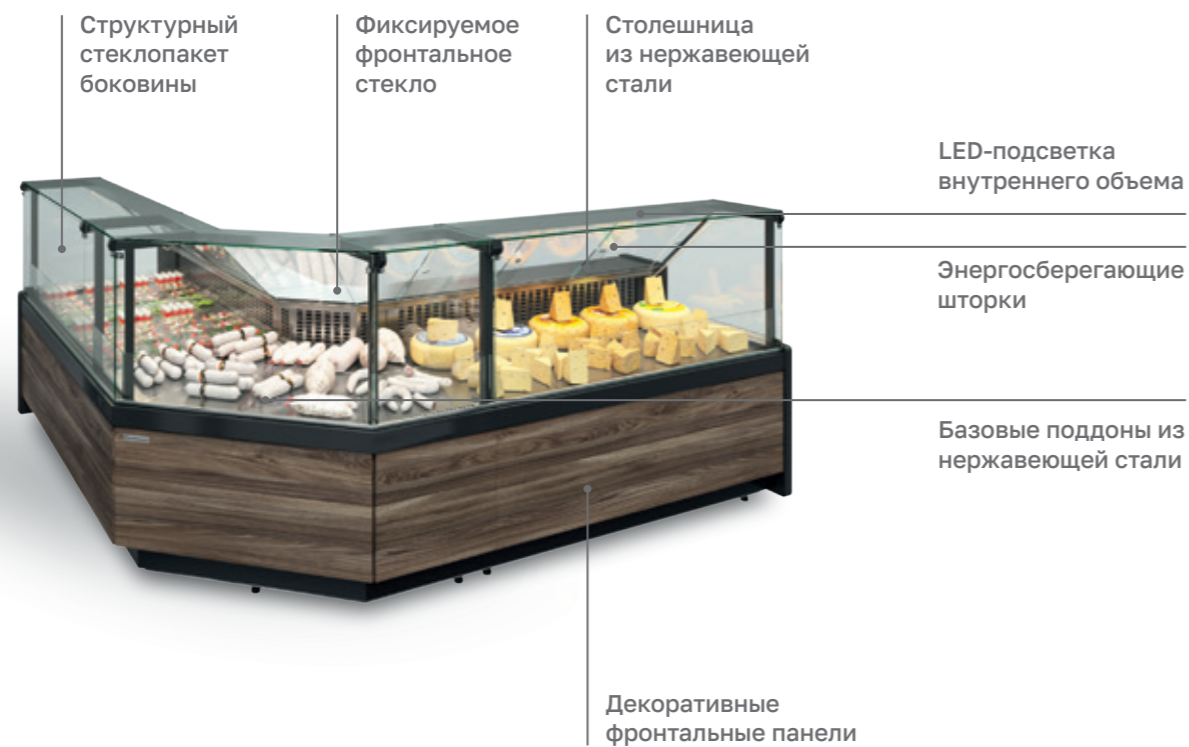 Структурный
стеклопакет
боковины
Фиксируемое
фронтальное
стекло
Столешница
из нержавеющей
стали
LED-подсветка
внутреннего объема
Энергосберегающие
шторки
Базовые поддоны из
нержавеющей стали
Декоративные
фронтальные панели